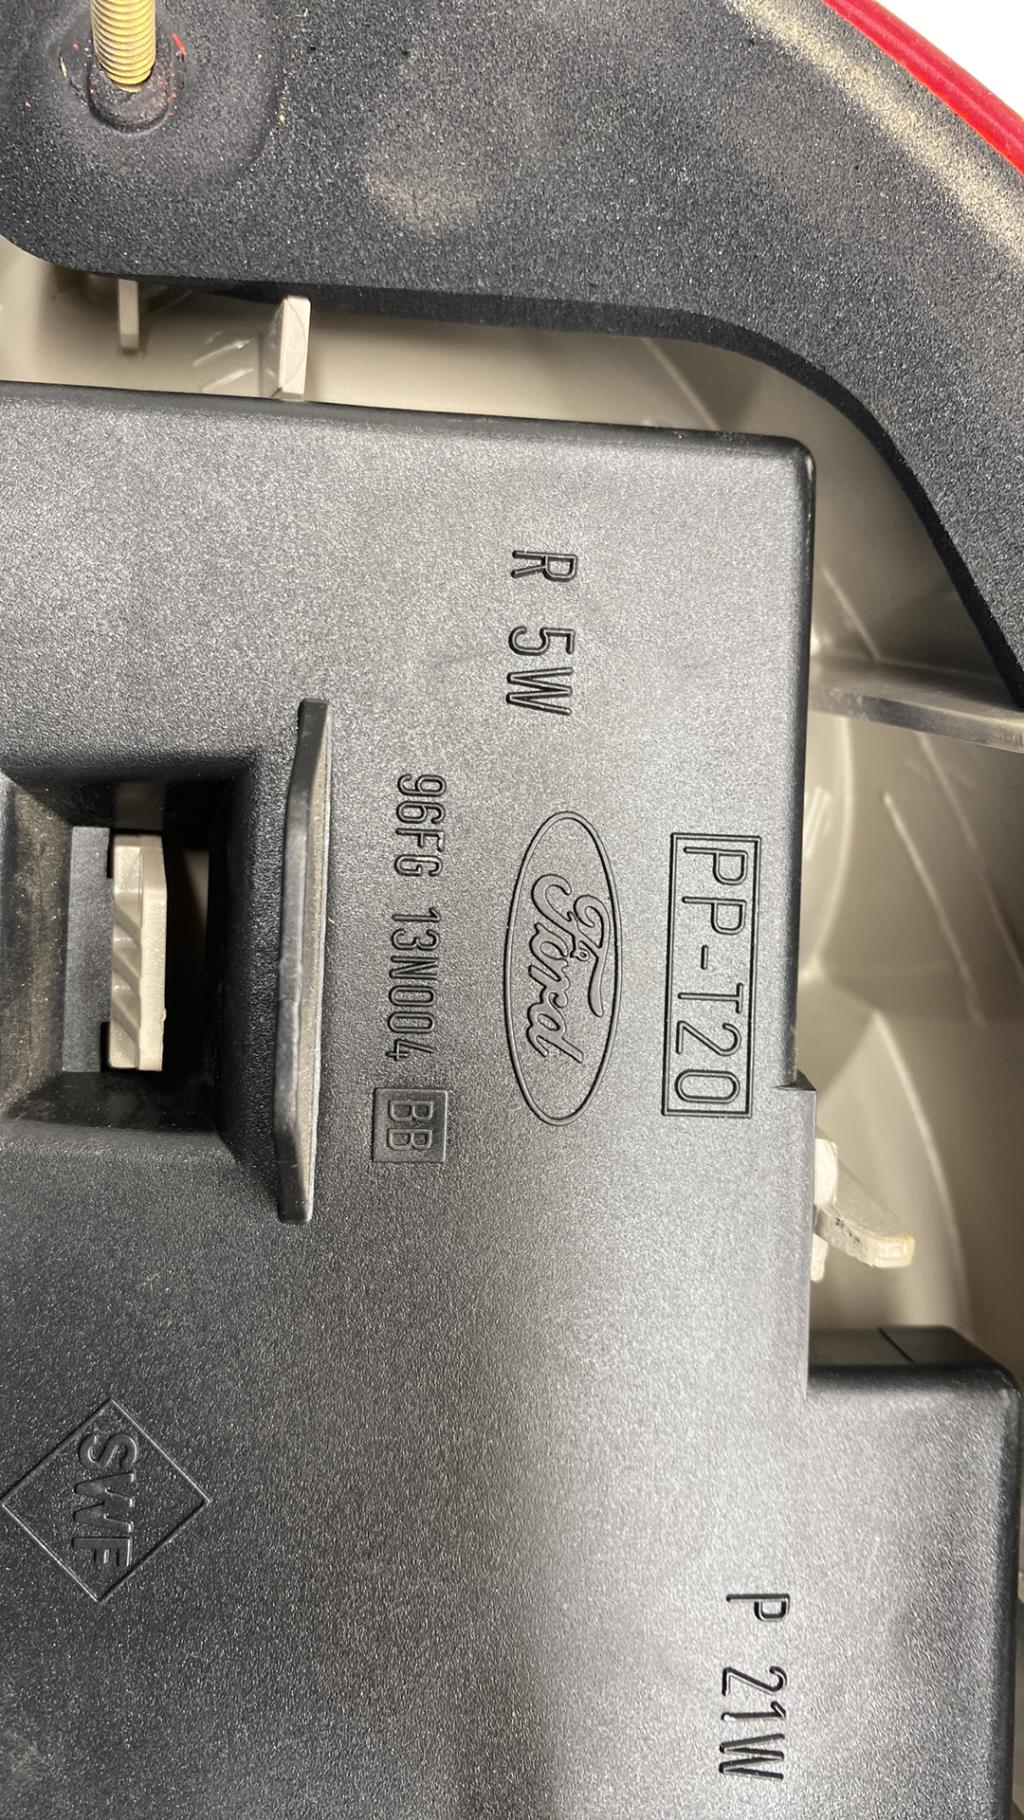 PP-T20
R 5W
Ford
96FG 13N004 BB
P 21W
SWF